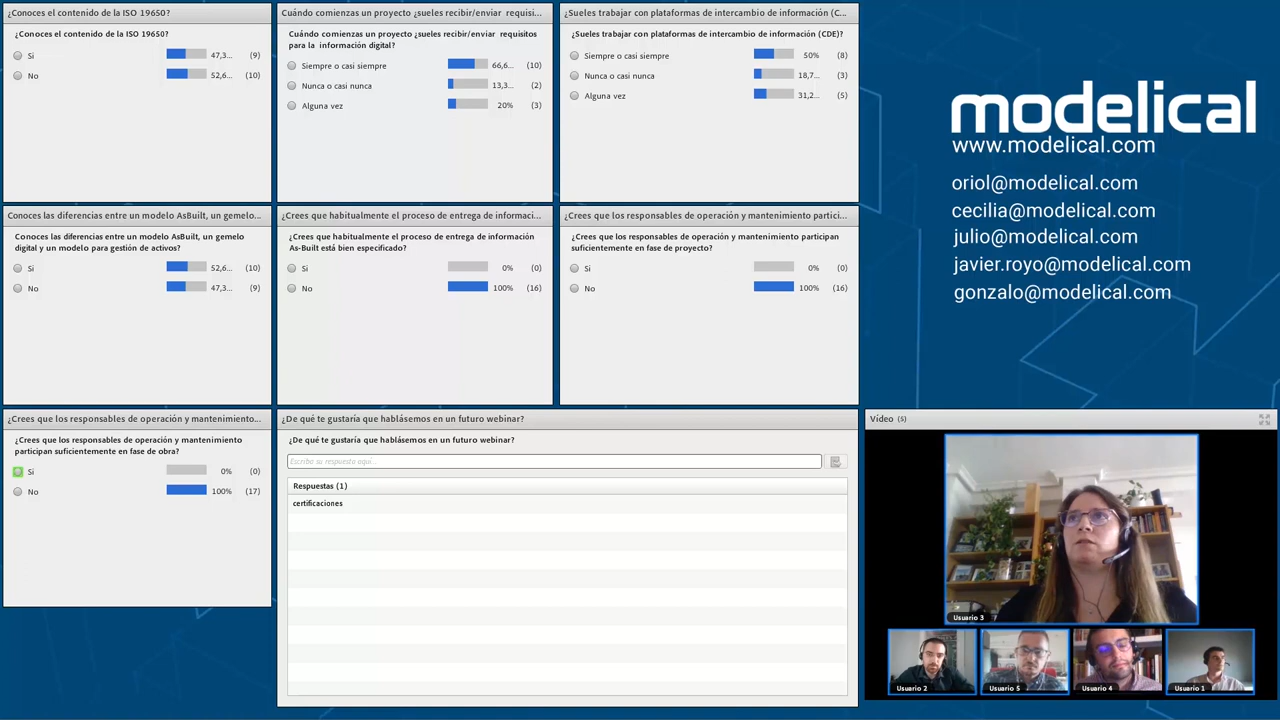 ¿Conoces el contenido de la ISO 19650?
¿Conoces el contenido de la ISO 19650?
Si 47,3... (9)
No 52,6... (10)
Cuándo comienzas un proyecto ¿sueles recibir/enviar requisi...
Cuándo comienzas un proyecto ¿sueles recibir/enviar requisitos
para la información digital?
Siempre o casi siempre 66,6... (10)
Nunca o casi nunca 13,3... (2)
Alguna vez 20% (3)
¿Sueles trabajar con plataformas de intercambio de información (C...
¿Sueles trabajar con plataformas de intercambio de información (CDE)?
Siempre o casi siempre 50% (8)
Nunca o casi nunca 18,7... (3)
Alguna vez 31,2... (5)
modelical
www.modelical.com
oriol@modelical.com
cecilia@modelical.com
julio@modelical.com
javier.royo@modelical.com
gonzalo@modelical.com
Conoces las diferencias entre un modelo AsBuilt, un gemelo...
Conoces las diferencias entre un modelo AsBuilt, un gemelo
digital y un modelo para gestión de activos?
Si 52,6... (10)
No 47,3... (9)
¿Crees que habitualmente el proceso de entrega de informaci...
¿Crees que habitualmente el proceso de entrega de información
As-Built está bien especificado?
Si 0% (0)
No 100% (16)
¿Crees que los responsables de operación y mantenimiento partici...
¿Crees que los responsables de operación y mantenimiento participan
suficientemente en fase de proyecto?
Si 0% (0)
No 100% (16)
¿Crees que los responsables de operación y mantenimiento...
¿Crees que los responsables de operación y mantenimiento
participan suficientemente en fase de obra?
Si 0% (0)
No 100% (17)
¿De qué te gustaría que hablásemos en un futuro webinar?
¿De qué te gustaría que hablásemos en un futuro webinar?
Escriba su respuesta aquí...
Respuestas (1)
certificaciones
Vídeo (5)
Usuario 3
Usuario 2
Usuario 5
Usuario 4
Usuario 1